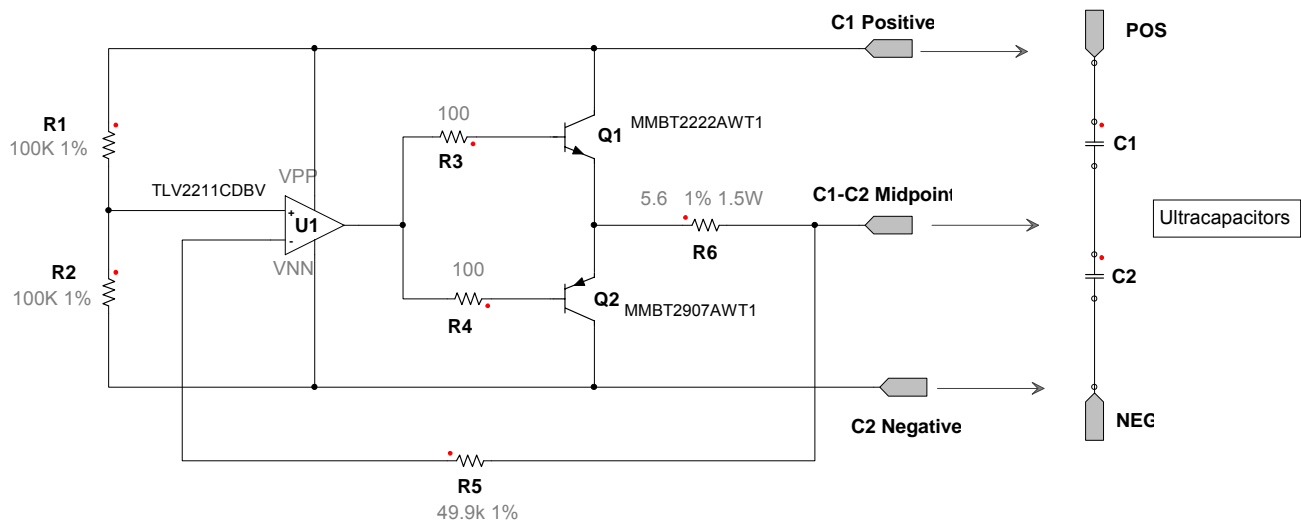 C1 Positive
POS
R1
100K 1%
100
R3
Q1
MMBT2222AWT1
C1
TLV2211CDBV
VPP
+
U1
-
VNN
5.6 1% 1.5W
R6
C1-C2 Midpoint
Ultracapacitors
R2
100K 1%
100
R4
Q2
MMBT2907AWT1
C2
C2 Negative
NEG
R5
49.9k 1%